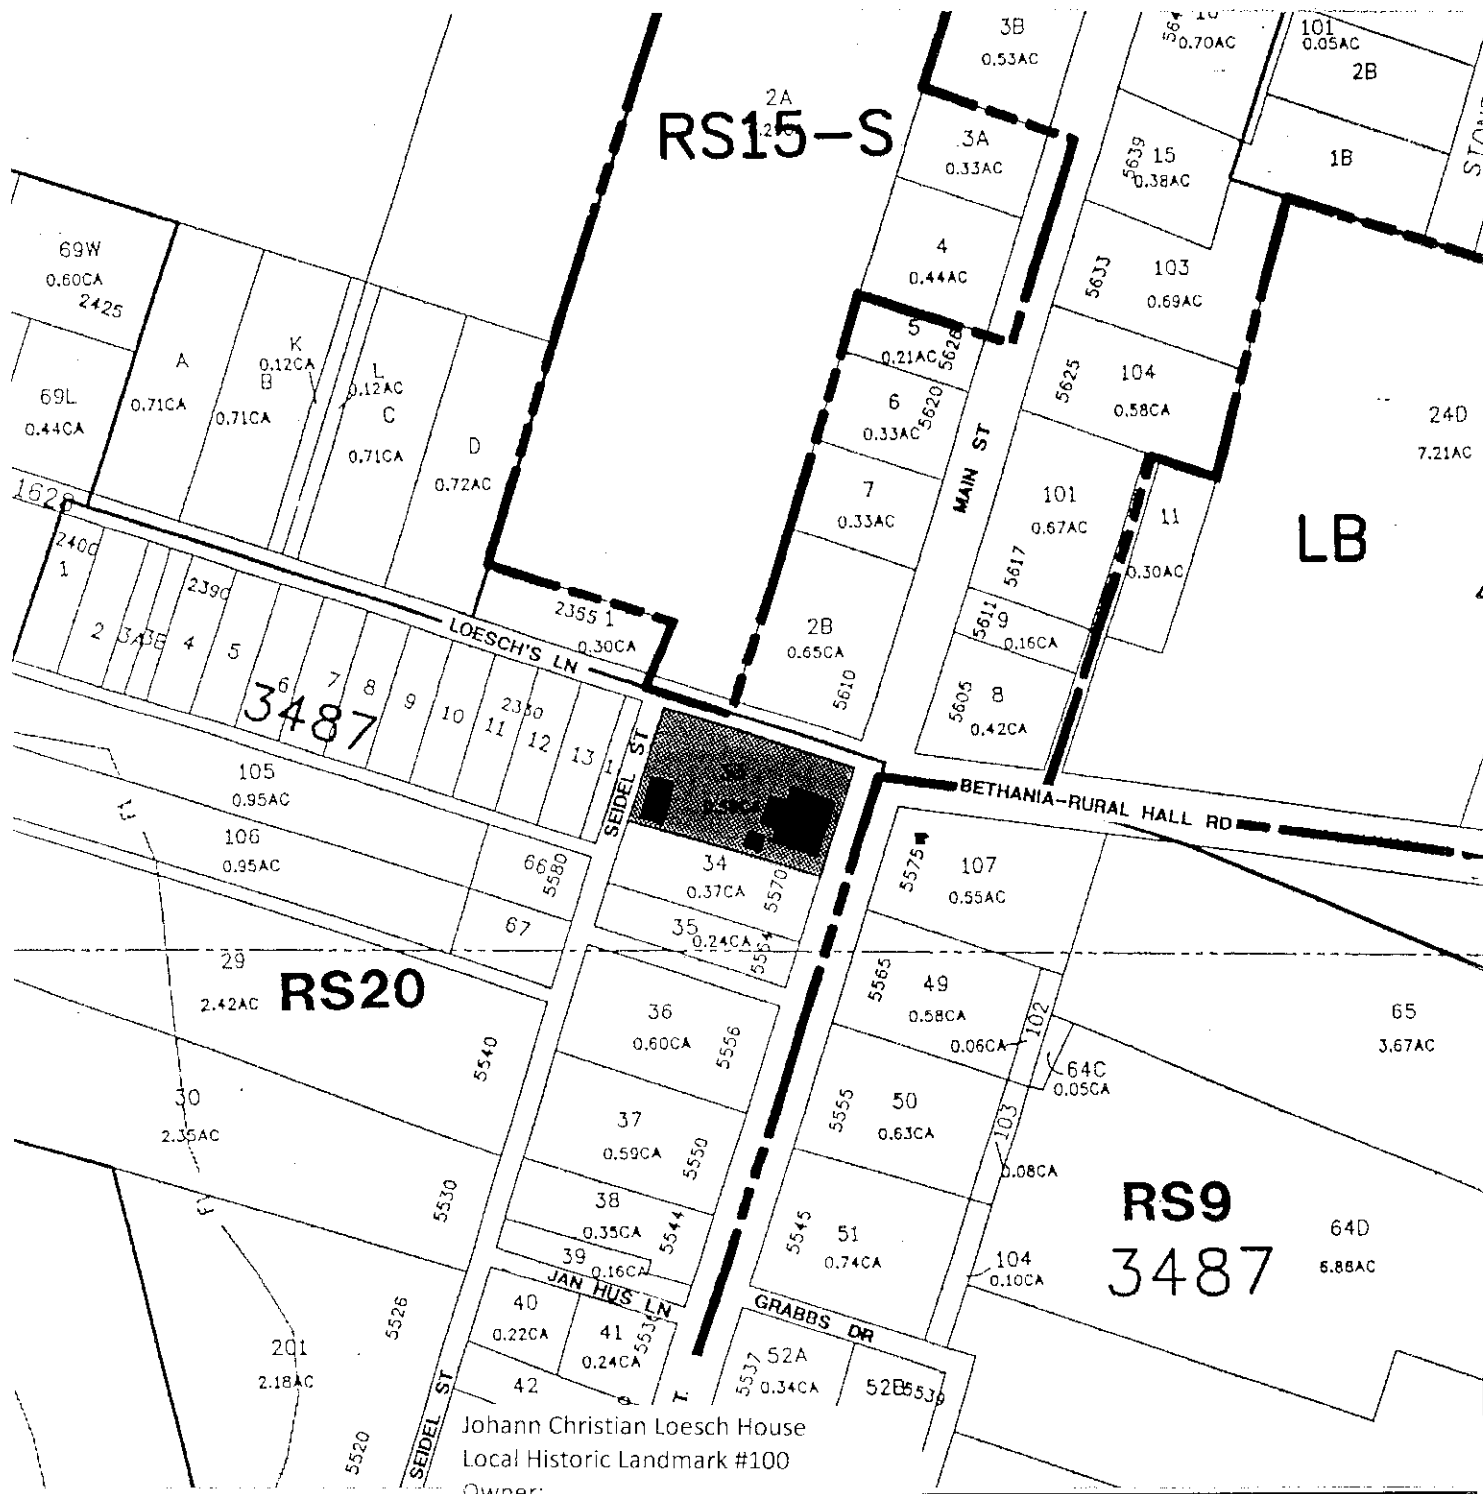 3B
0.53AC
0.70AC
101
0.05AC
2B
2A
RS15-S
3A
0.33AC
5639
15
0.38AC
1B
69W
0.60CA
2425
4
0.44AC
5633
103
0.69AC
K
0.12CA
B
0.71CA
A
0.71CA
L
0.12AC
C
0.71CA
D
0.72AC
69L
0.44CA
5
0.21AC
5626
6
0.33AC
5620
5625
104
0.58CA
24D
7.21AC
7
0.33AC
MAIN ST
101
0.67AC
5617
11
0.30AC
LB
2400
1
2
3A
3B
4
2390
5
6
7
8
9
10
11
2330
12
13
1
3487
LOESCH'S LN
2355 1
0.30CA
2B
0.65CA
5610
5611
9
0.16CA
5605
8
0.42CA
SEIDEL ST
BETHANIA-RURAL HALL RD
105
0.95AC
106
0.95AC
66
5580
67
34
0.37CA
5570
35
0.24CA
5564
5575
107
0.55AC
29
2.42AC
RS20
36
0.60CA
5556
5565
49
0.58CA
102
0.06CA
65
3.67AC
64C
0.05CA
5540
30
2.35AC
37
0.59CA
5550
5555
50
0.63CA
103
0.08CA
5530
38
0.35CA
5544
39
0.16CA
JAN HUS LN
5545
51
0.74CA
RS9
3487
104
0.10CA
64D
6.86AC
GRABBS DR
5526
40
0.22CA
41
0.24CA
42
201
2.18AC
SEIDEL ST
5520
5537
52A
0.34CA
52B
5539
Johann Christian Loesch House
Local Historic Landmark #100
Owner: